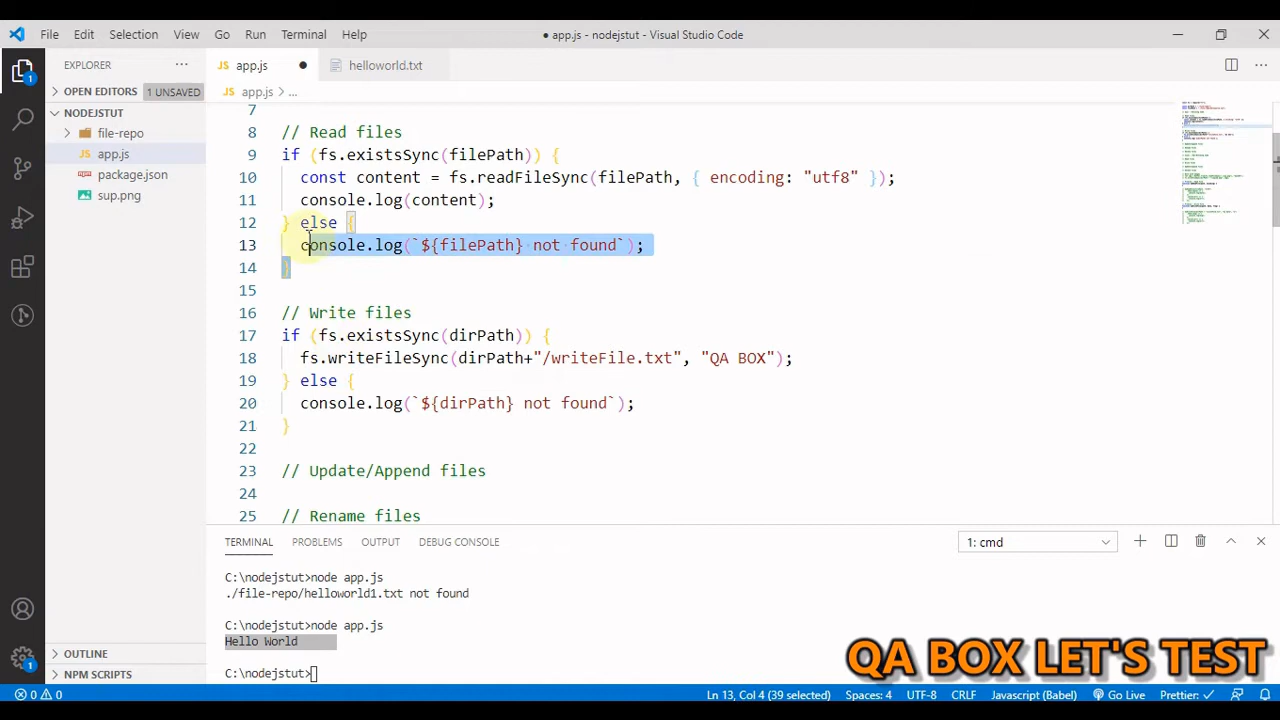 File Edit Selection View Go Run Terminal Help
● app.js - nodejstut - Visual Studio Code
EXPLORER
OPEN EDITORS 1 UNSAVED
NODEJSTUT
file-repo
JS app.js
package.json
sup.png
OUTLINE
NPM SCRIPTS
JS app.js ● helloworld.txt
JS app.js > ...
7
8 // Read files
9 if (fs.existsSync(filePath)) {
10 const content = fs.readFileSync(filePath, { encoding: "utf8" });
11 console.log(content);
12 } else {
13 console.log(`${filePath} not found`);
14 }
15
16 // Write files
17 if (fs.existsSync(dirPath)) {
18 fs.writeFileSync(dirPath+"/writeFile.txt", "QA BOX");
19 } else {
20 console.log(`${dirPath} not found`);
21 }
22
23 // Update/Append files
24
25 // Rename files
TERMINAL PROBLEMS OUTPUT DEBUG CONSOLE 1: cmd
C:\nodejstut>node app.js
./file-repo/helloworld1.txt not found
C:\nodejstut>node app.js
Hello World
C:\nodejstut>
QA BOX LET'S TEST
0 0 Ln 13, Col 4 (39 selected) Spaces: 4 UTF-8 CRLF Javascript (Babel) Go Live Prettier: ✓
1
1